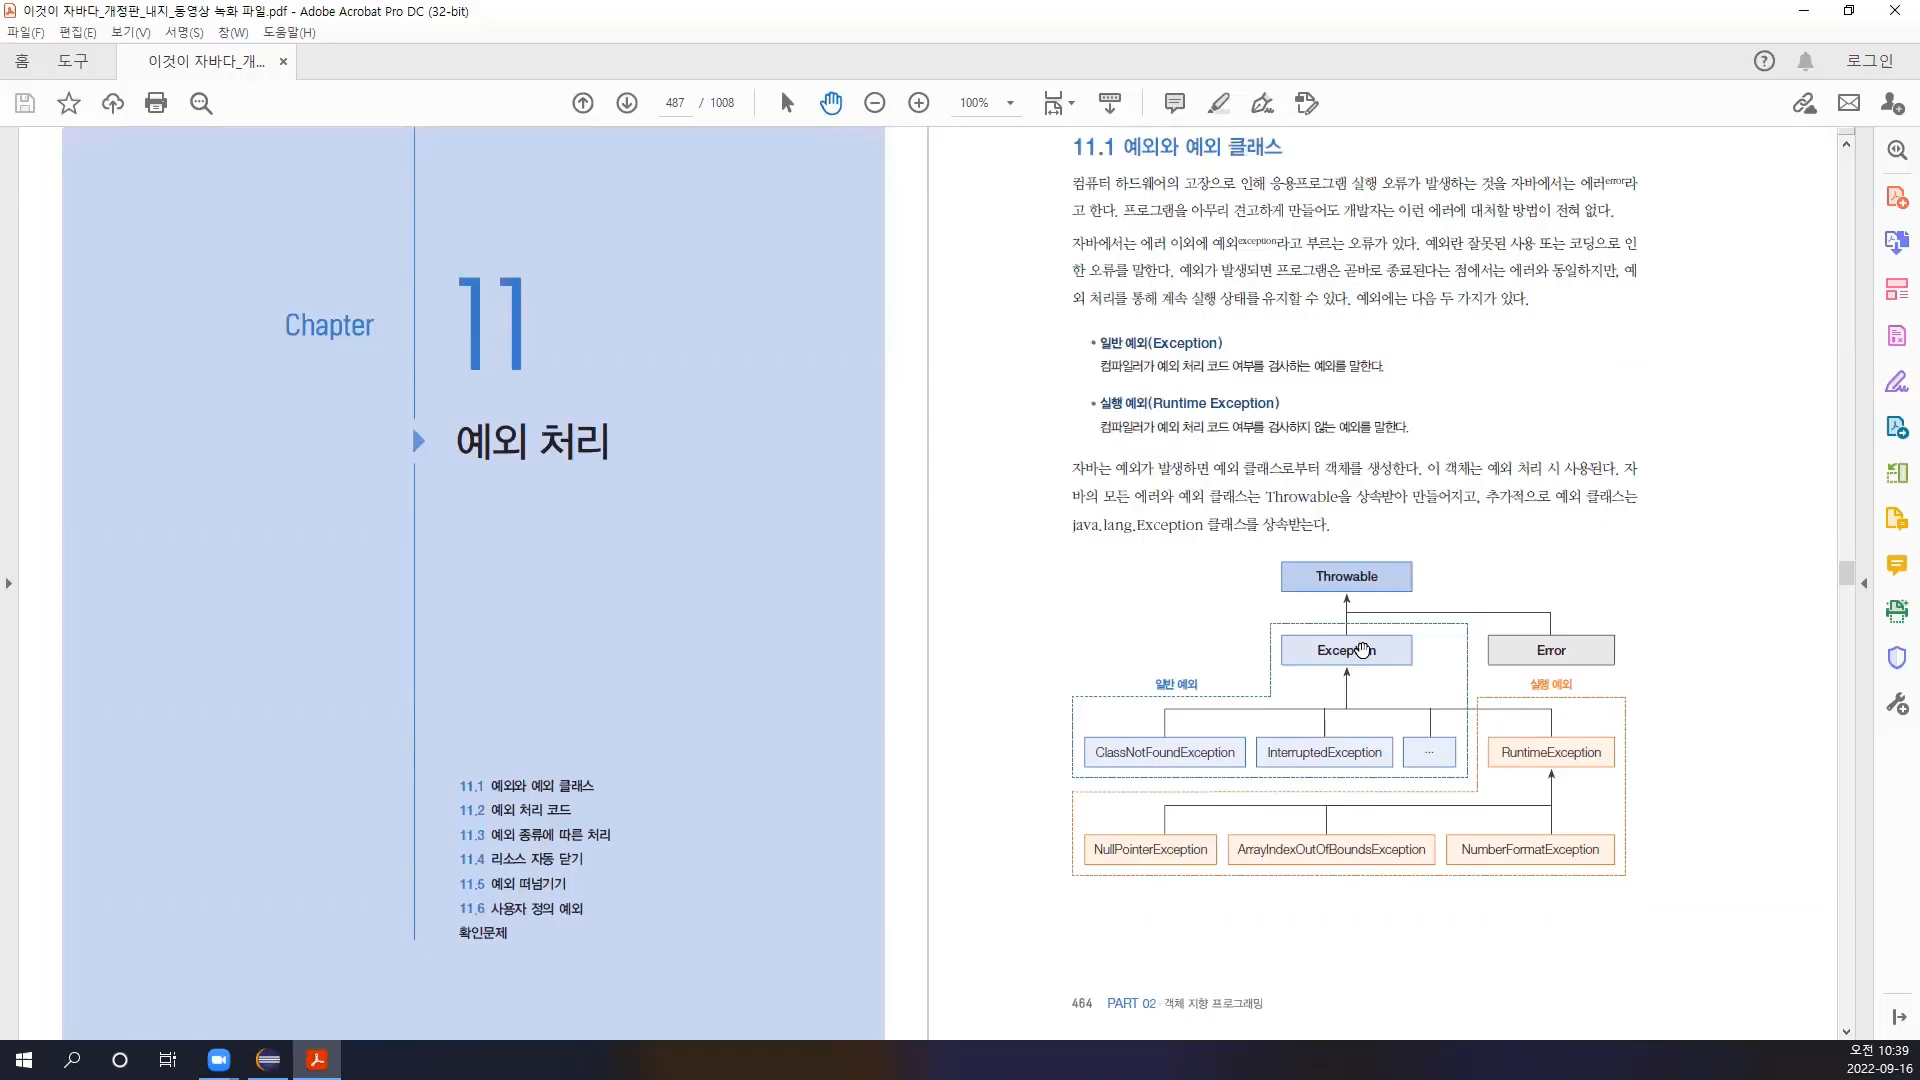 이것이 자바다_개정판_내지_동영상 녹화 파일.pdf - Adobe Acrobat Pro DC (32-bit)
파일(F) 편집(E) 보기(V) 서명(S) 창(W) 도움말(H)
홈 도구 이것이 자바다_개... × 로그인
487 / 1008 100%
Chapter
11
예외 처리
11.1 예외와 예외 클래스
11.2 예외 처리 코드
11.3 예외 종류에 따른 처리
11.4 리소스 자동 닫기
11.5 예외 떠넘기기
11.6 사용자 정의 예외
확인문제
11.1 예외와 예외 클래스
컴퓨터 하드웨어의 고장으로 인해 응용프로그램 실행 오류가 발생하는 것을 자바에서는 에러error라
고 한다. 프로그램을 아무리 견고하게 만들어도 개발자는 이런 에러에 대처할 방법이 전혀 없다.
자바에서는 에러 이외에 예외exception라고 부르는 오류가 있다. 예외란 잘못된 사용 또는 코딩으로 인
한 오류를 말한다. 예외가 발생되면 프로그램은 곧바로 종료된다는 점에서는 에러와 동일하지만, 예
외 처리를 통해 계속 실행 상태를 유지할 수 있다. 예외에는 다음 두 가지가 있다.
• 일반 예외(Exception)
컴파일러가 예외 처리 코드 여부를 검사하는 예외를 말한다.
• 실행 예외(Runtime Exception)
컴파일러가 예외 처리 코드 여부를 검사하지 않는 예외를 말한다.
자바는 예외가 발생하면 예외 클래스로부터 객체를 생성한다. 이 객체는 예외 처리 시 사용된다. 자
바의 모든 에러와 예외 클래스는 Throwable을 상속받아 만들어지고, 추가적으로 예외 클래스는
java.lang.Exception 클래스를 상속받는다.
Throwable
Exception Error
일반 예외 실행 예외
ClassNotFoundException InterruptedException ... RuntimeException
NullPointerException ArrayIndexOutOfBoundsException NumberFormatException
464 PART 02 · 객체 지향 프로그래밍
오전 10:39
2022-09-16